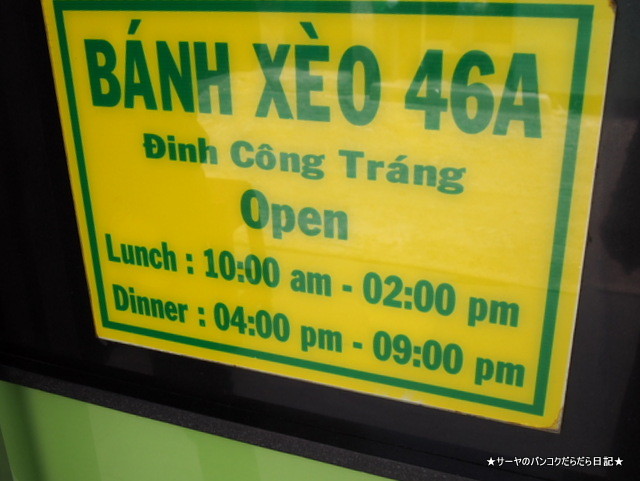 BÁNH XÈO 46A
Đinh Công Tráng
Open
Lunch : 10:00 am - 02:00 pm
Dinner : 04:00 pm - 09:00 pm
★サーヤのバンコクだらだら日記★